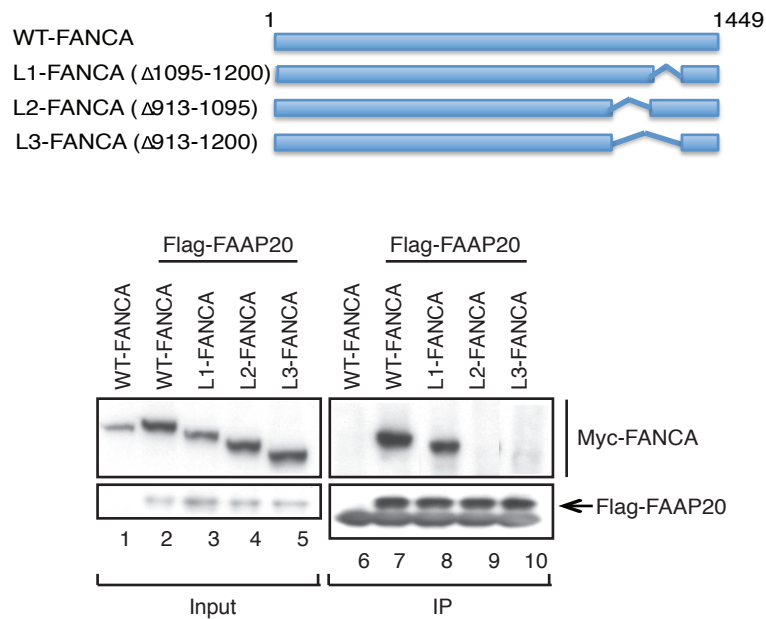 1 1449
WT-FANCA
L1-FANCA (Δ1095-1200)
L2-FANCA (Δ913-1095)
L3-FANCA (Δ913-1200)
Flag-FAAP20 Flag-FAAP20
WT-FANCA WT-FANCA L1-FANCA L2-FANCA L3-FANCA WT-FANCA WT-FANCA L1-FANCA L2-FANCA L3-FANCA
Myc-FANCA
Flag-FAAP20
1 2 3 4 5 6 7 8 9 10
Input IP